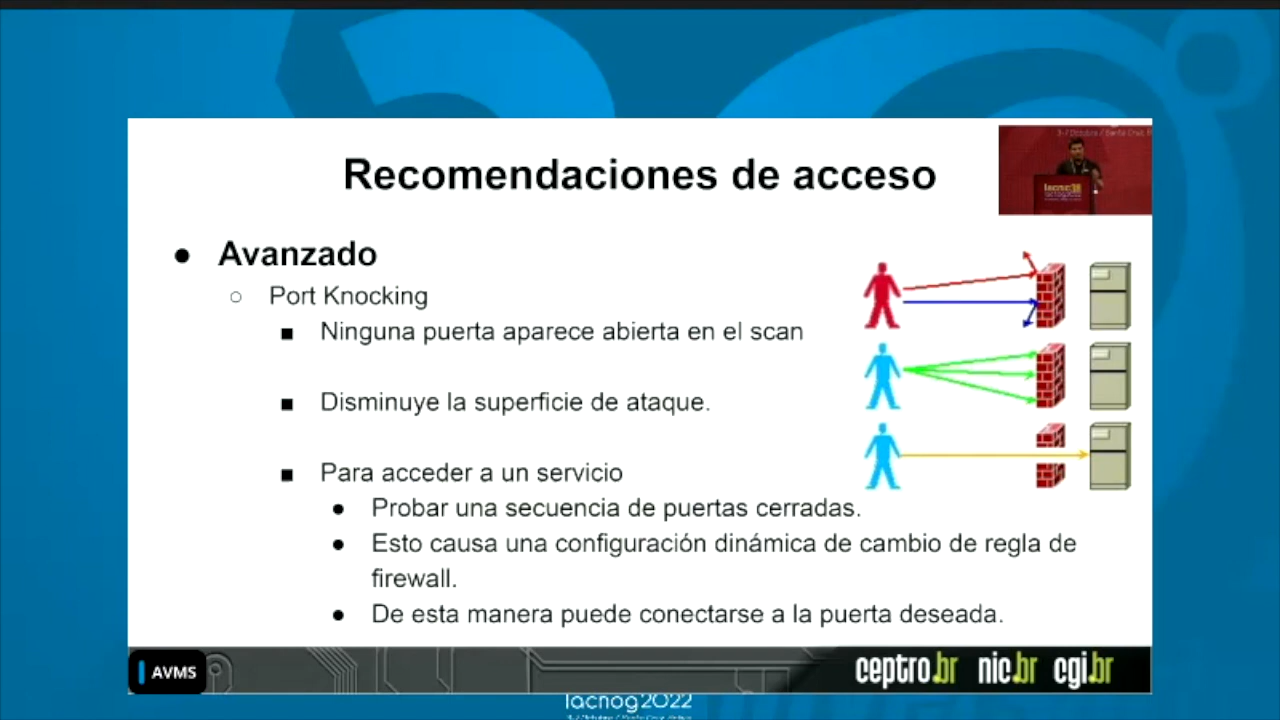 Recomendaciones de acceso
● Avanzado
○ Port Knocking
■ Ninguna puerta aparece abierta en el scan
■ Disminuye la superficie de ataque.
■ Para acceder a un servicio
● Probar una secuencia de puertas cerradas.
● Esto causa una configuración dinámica de cambio de regla de
firewall.
● De esta manera puede conectarse a la puerta deseada.
AVMS
ceptro.br nic.br cgi.br
lacnog2022